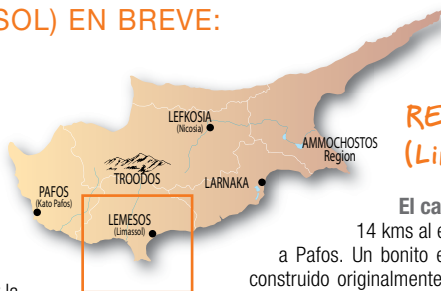 SOL) EN BREVE:
LEFKOSIA
(Nicosia)
AMMOCHOSTOS
Region
TROODOS
LARNAKA
PAFOS
(Kato Pafos)
LEMESOS
(Limassol)
RE
(Li
El ca
14 kms al e
a Pafos. Un bonito e
construido originalmente